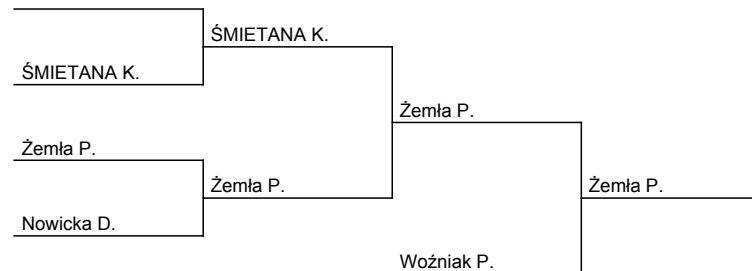 ŚMIETANA K.
ŚMIETANA K.
Żemła P.
Żemła P.
Żemła P.
Żemła P.
Nowicka D.
Woźniak P.